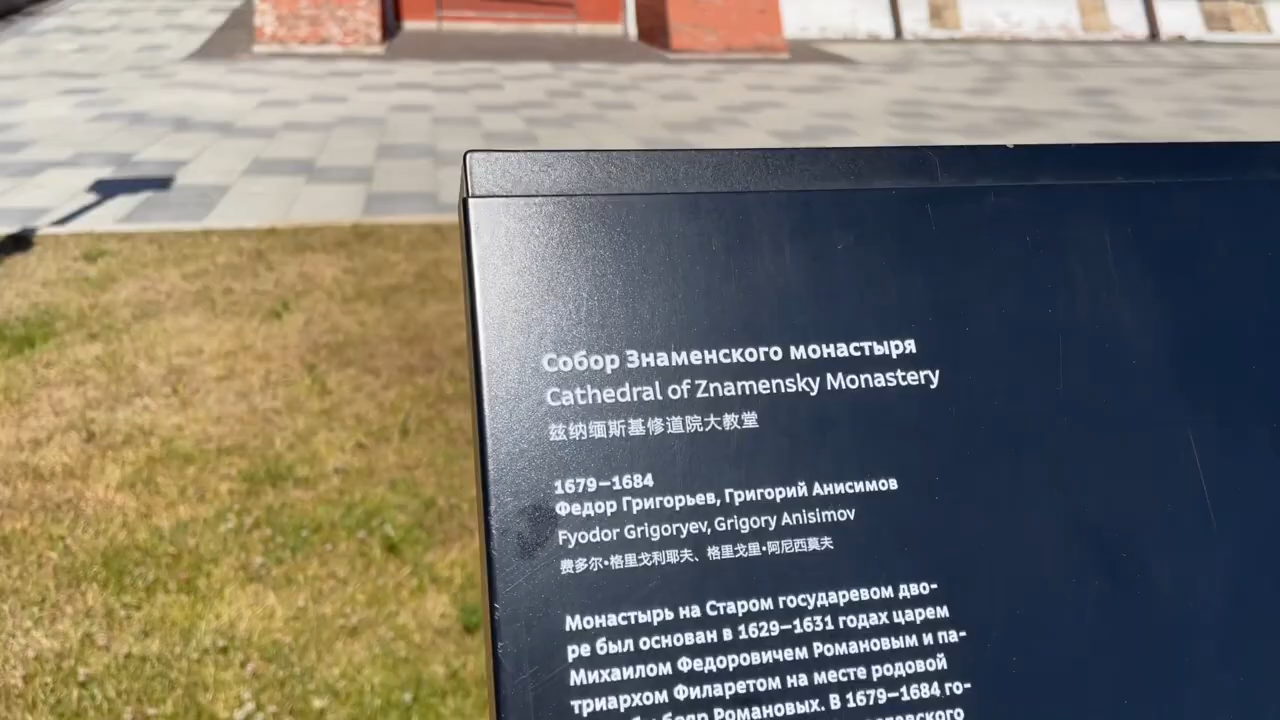 Собор Знаменского монастыря
Cathedral of Znamensky Monastery
兹纳缅斯基修道院大教堂
1679–1684
Федор Григорьев, Григорий Анисимов
Fyodor Grigoryev, Grigory Anisimov
费多尔•格里戈利耶夫、格里戈里•阿尼西莫夫
Монастырь на Старом государевом дво-
ре был основан в 1629–1631 годах царем
Михаилом Федоровичем Романовым и па-
триархом Филаретом на месте родовой
бояр Романовых. В 1679–1684 го-